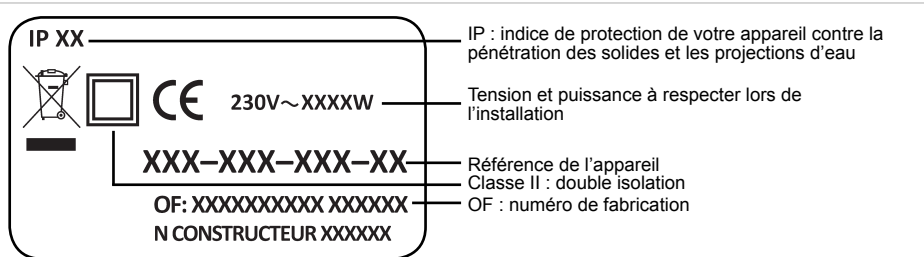 IP XX
IP : indice de protection de votre appareil contre la
pénétration des solides et les projections d’eau
CE
230V~XXXXW
Tension et puissance à respecter lors de
l’installation
XXX–XXX–XXX–XX
Référence de l’appareil
Classe II : double isolation
OF: XXXXXXXXXX XXXXXX
OF : numéro de fabrication
N CONSTRUCTEUR XXXXXX